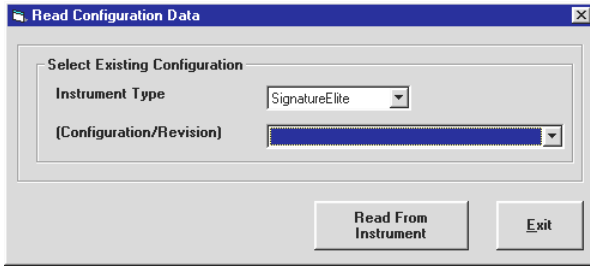 Read Configuration Data
Select Existing Configuration
Instrument Type
SignatureElite
(Configuration/Revision)
Read From
Instrument
Exit